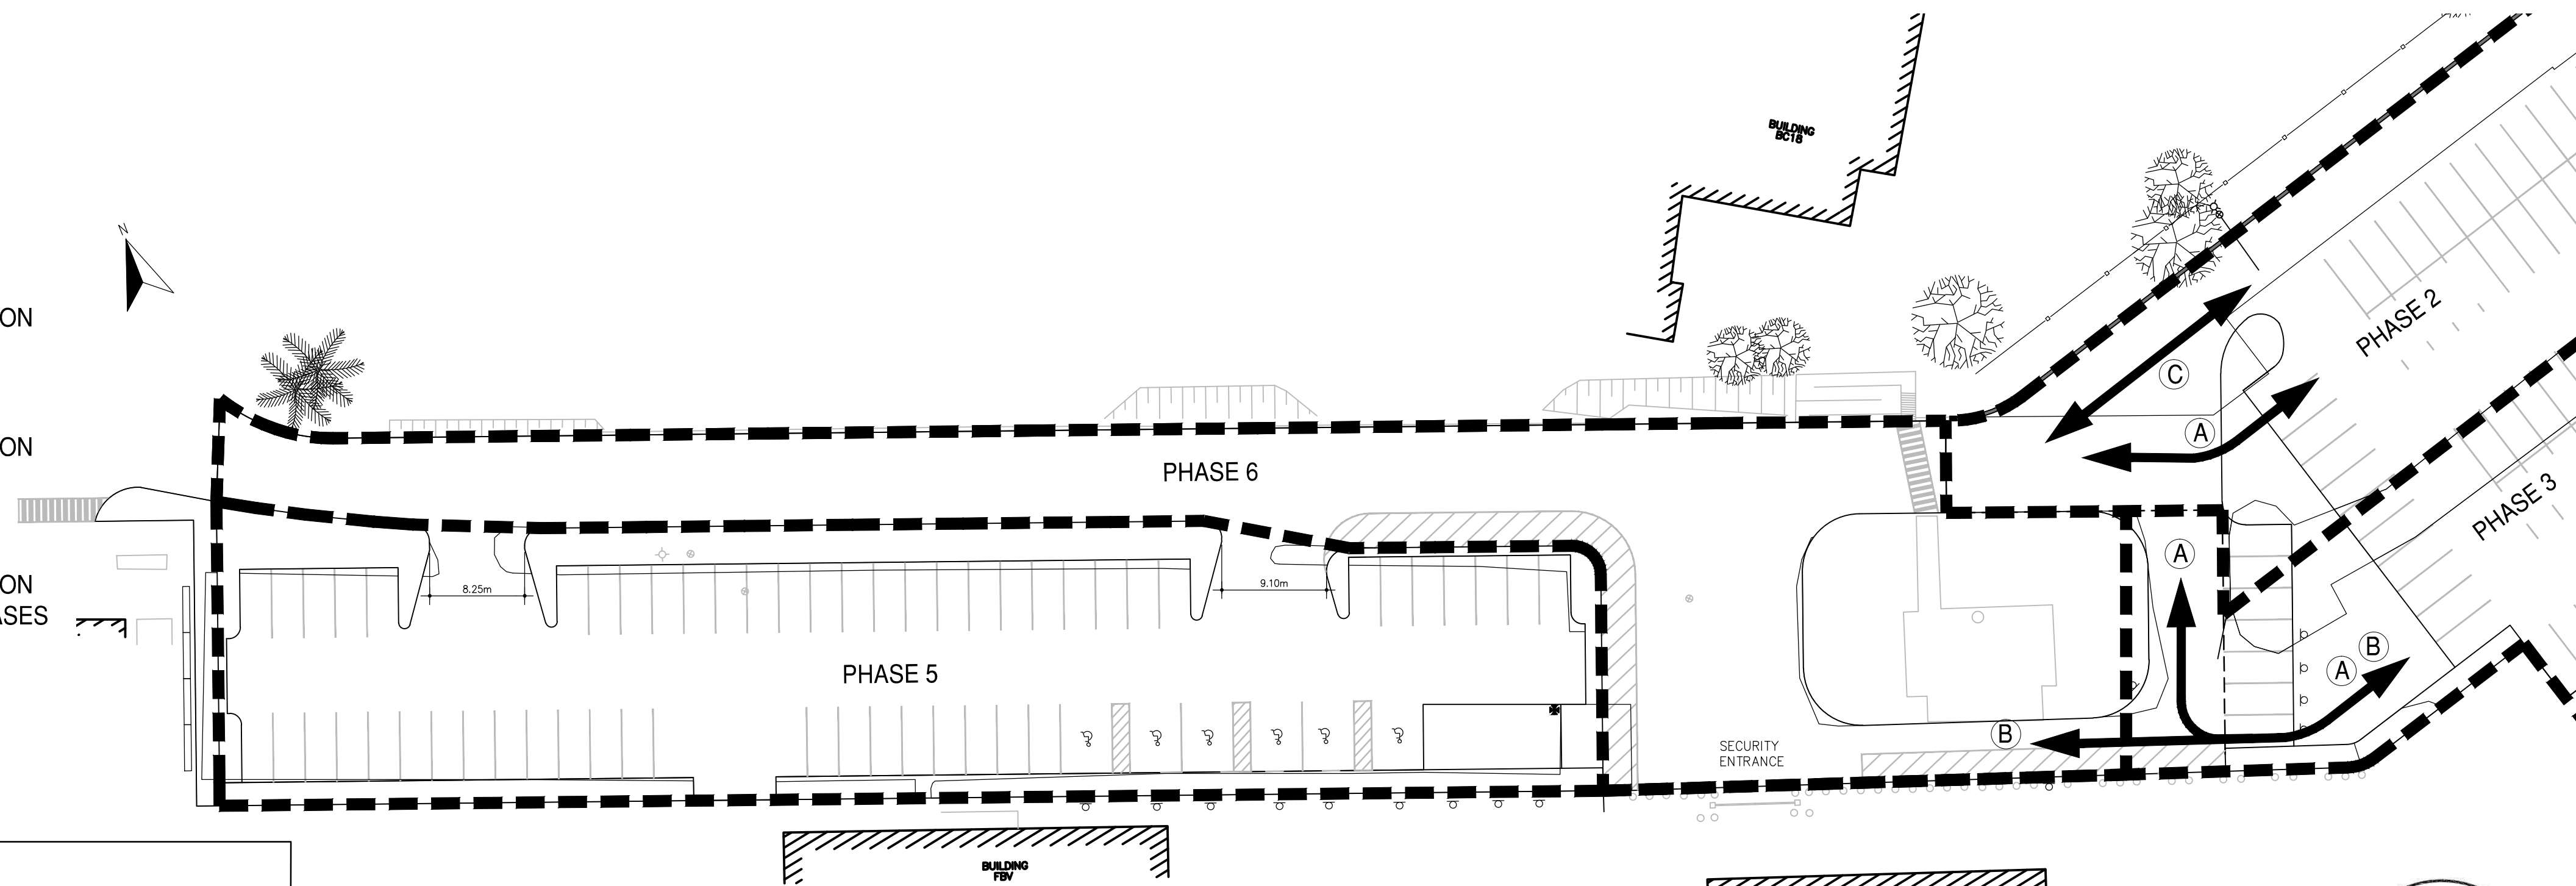 BUILDING
BC18
N
ON
PHASE 2
C
A
ON
PHASE 6
PHASE 3
A
8.25m
9.10m
ON
ASES
B
A
PHASE 5
B
SECURITY
ENTRANCE
BUILDING
FBV